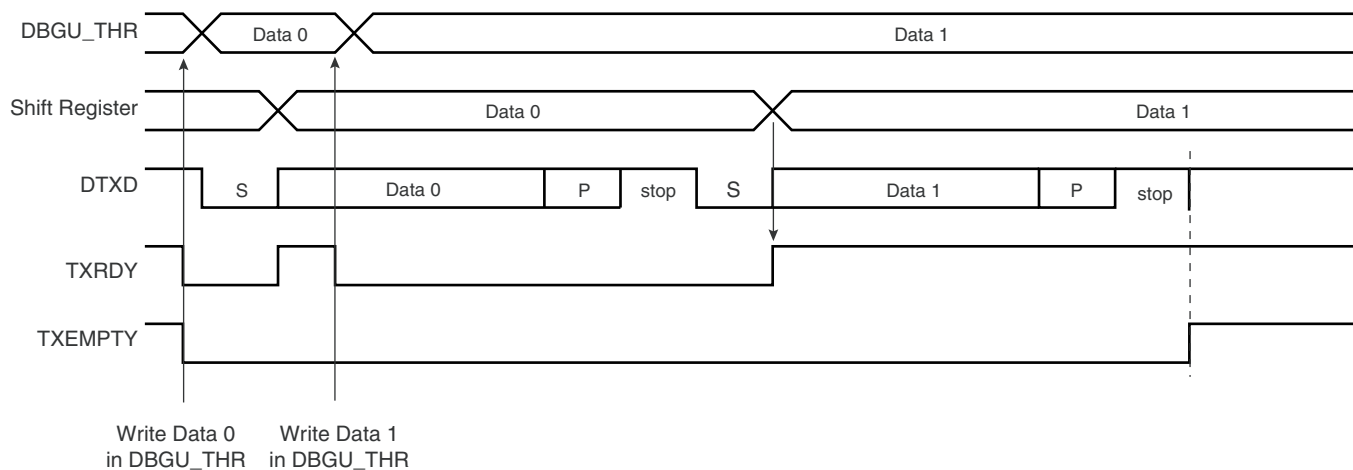 DBGU_THR
Data 0
Data 1
Shift Register
Data 0
Data 1
DTXD
S
Data 0
P
stop
S
Data 1
P
stop
TXRDY
TXEMPTY
Write Data 0
in DBGU_THR
Write Data 1
in DBGU_THR